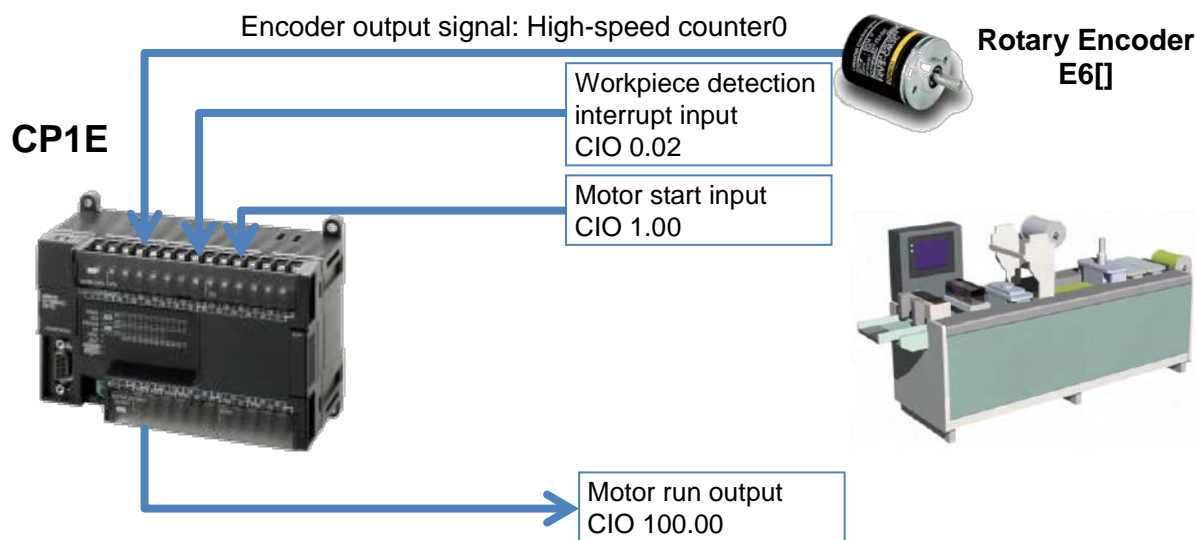 Encoder output signal: High-speed counter0
Rotary Encoder
E6[]
Workpiece detection
interrupt input
CIO 0.02
CP1E
Motor start input
CIO 1.00
Motor run output
CIO 100.00